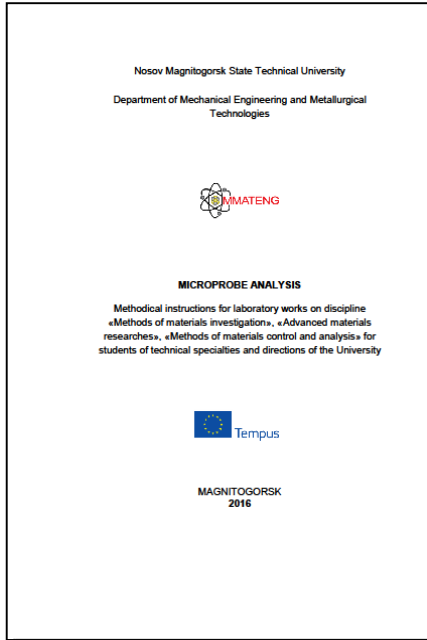 Nosov Magnitogorsk State Technical University
Department of Mechanical Engineering and Metallurgical
Technologies
MMATENG
MICROPROBE ANALYSIS
Methodical instructions for laboratory works on discipline
«Methods of materials investigation», «Advanced materials
researches», «Methods of materials control and analysis» for
students of technical specialties and directions of the University
Tempus
MAGNITOGORSK
2016